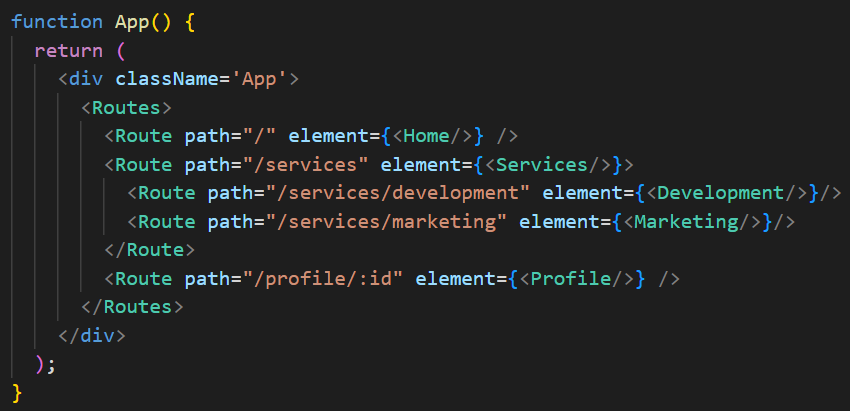 function App() {
  return (
    <div className='App'>
      <Routes>
        <Route path="/" element={<Home/>} />
        <Route path="/services" element={<Services/>}>
          <Route path="/services/development" element={<Development/>}/>
          <Route path="/services/marketing" element={<Marketing/>}/>
        </Route>
        <Route path="/profile/:id" element={<Profile/>} />
      </Routes>
    </div>
  );
}